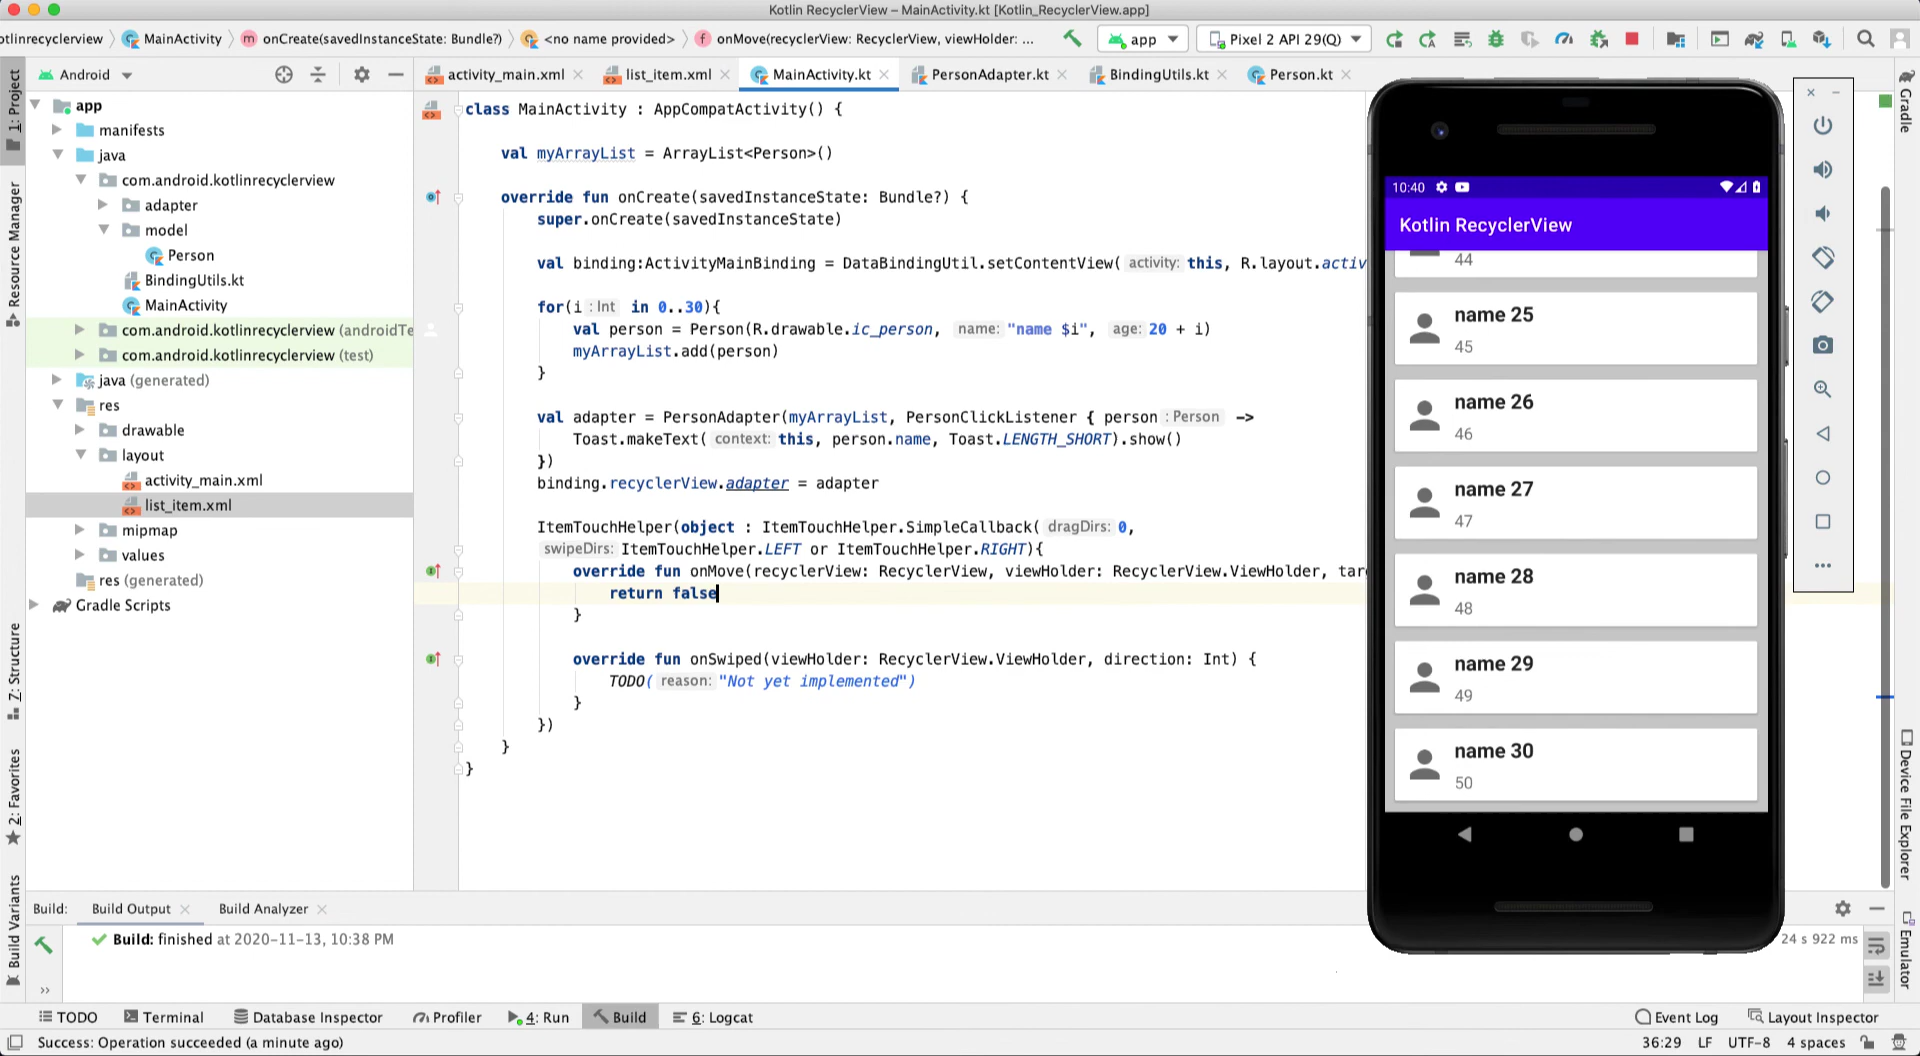 Kotlin RecyclerView – MainActivity.kt [Kotlin_RecyclerView.app]
otlinrecyclerview
MainActivity
onCreate(savedInstanceState: Bundle?)
<no name provided>
onMove(recyclerView: RecyclerView, viewHolder: ...
app
Pixel 2 API 29(Q)
Android
activity_main.xml
list_item.xml
MainActivity.kt
PersonAdapter.kt
BindingUtils.kt
Person.kt
1: Project
Resource Manager
Z: Structure
2: Favorites
Build Variants
app
manifests
java
com.android.kotlinrecyclerview
adapter
model
Person
BindingUtils.kt
MainActivity
com.android.kotlinrecyclerview (androidTe
com.android.kotlinrecyclerview (test)
java (generated)
res
drawable
layout
activity_main.xml
list_item.xml
mipmap
values
res (generated)
Gradle Scripts
class MainActivity : AppCompatActivity() {
val myArrayList = ArrayList<Person>()
override fun onCreate(savedInstanceState: Bundle?) {
super.onCreate(savedInstanceState)
val binding:ActivityMainBinding = DataBindingUtil.setContentView( activity: this, R.layout.activ
for(i : Int in 0..30){
val person = Person(R.drawable.ic_person, name: "name $i", age: 20 + i)
myArrayList.add(person)
}
val adapter = PersonAdapter(myArrayList, PersonClickListener { person : Person ->
Toast.makeText( context: this, person.name, Toast.LENGTH_SHORT).show()
})
binding.recyclerView.adapter = adapter
ItemTouchHelper(object : ItemTouchHelper.SimpleCallback( dragDirs: 0,
swipeDirs: ItemTouchHelper.LEFT or ItemTouchHelper.RIGHT){
override fun onMove(recyclerView: RecyclerView, viewHolder: RecyclerView.ViewHolder, targ
return false
}
override fun onSwiped(viewHolder: RecyclerView.ViewHolder, direction: Int) {
TODO( reason: "Not yet implemented")
}
})
}
}
10:40
Kotlin RecyclerView
44
name 25
45
name 26
46
name 27
47
name 28
48
name 29
49
name 30
50
Gradle
Device File Explorer
Emulator
Build:
Build Output
Build Analyzer
Build: finished at 2020-11-13, 10:38 PM
24 s 922 ms
TODO
Terminal
Database Inspector
Profiler
4: Run
Build
6: Logcat
Event Log
Layout Inspector
Success: Operation succeeded (a minute ago)
36:29
LF
UTF-8
4 spaces